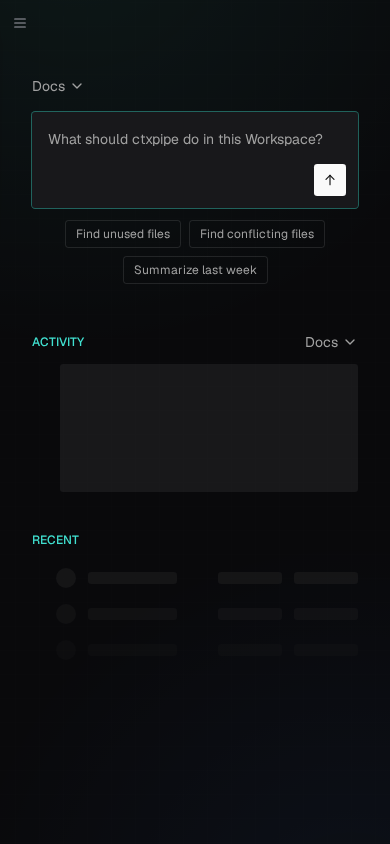 Docs
What should ctxpipe do in this Workspace?
Find unused files
Find conflicting files
Summarize last week
ACTIVITY
Docs
RECENT